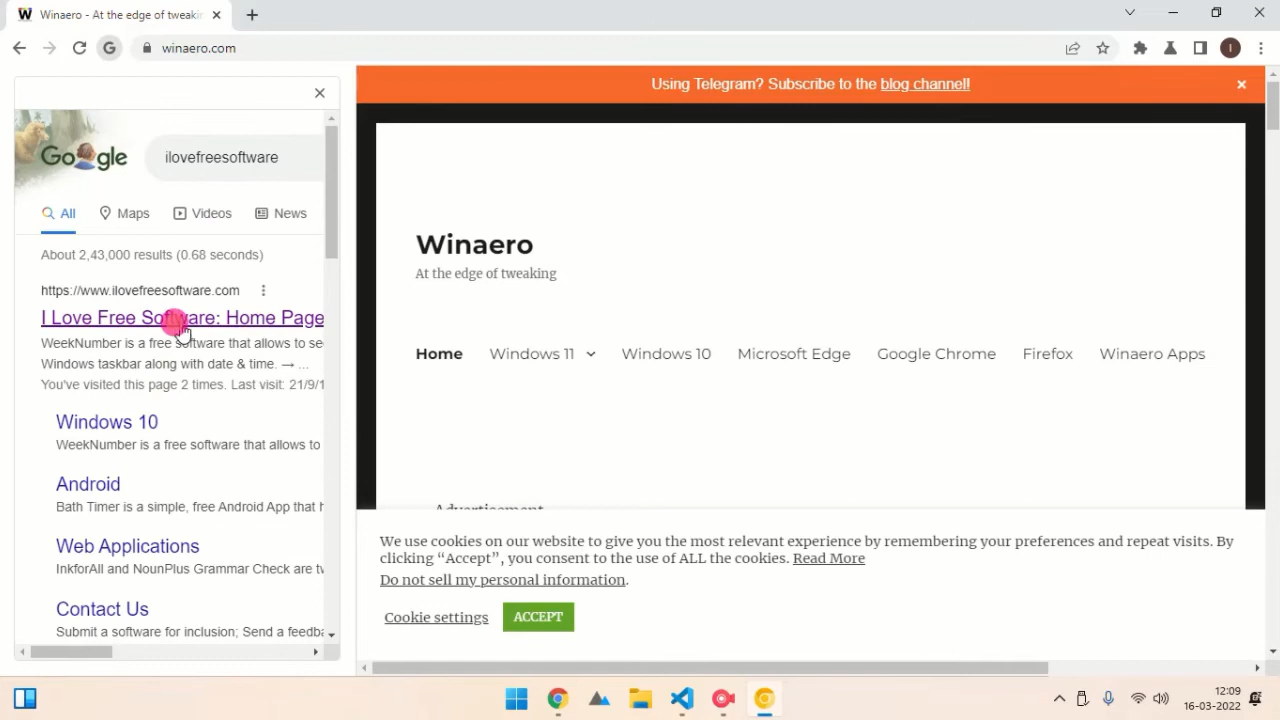 Winaero - At the edge of tweakin
winaero.com
Google
ilovefreesoftware
All
Maps
Videos
News
About 2,43,000 results (0.68 seconds)
https://www.ilovefreesoftware.com
I Love Free Software: Home Page
WeekNumber is a free software that allows to se
Windows taskbar along with date & time. → ...
You've visited this page 2 times. Last visit: 21/9/1
Windows 10
WeekNumber is a free software that allows to
Android
Bath Timer is a simple, free Android App that h
Web Applications
InkforAll and NounPlus Grammar Check are tw
Contact Us
Submit a software for inclusion; Send a feedba
Using Telegram? Subscribe to the blog channel!
Winaero
At the edge of tweaking
Home
Windows 11
Windows 10
Microsoft Edge
Google Chrome
Firefox
Winaero Apps
Advertisement
We use cookies on our website to give you the most relevant experience by remembering your preferences and repeat visits. By
clicking “Accept”, you consent to the use of ALL the cookies. Read More
Do not sell my personal information.
Cookie settings
ACCEPT
12:09
16-03-2022